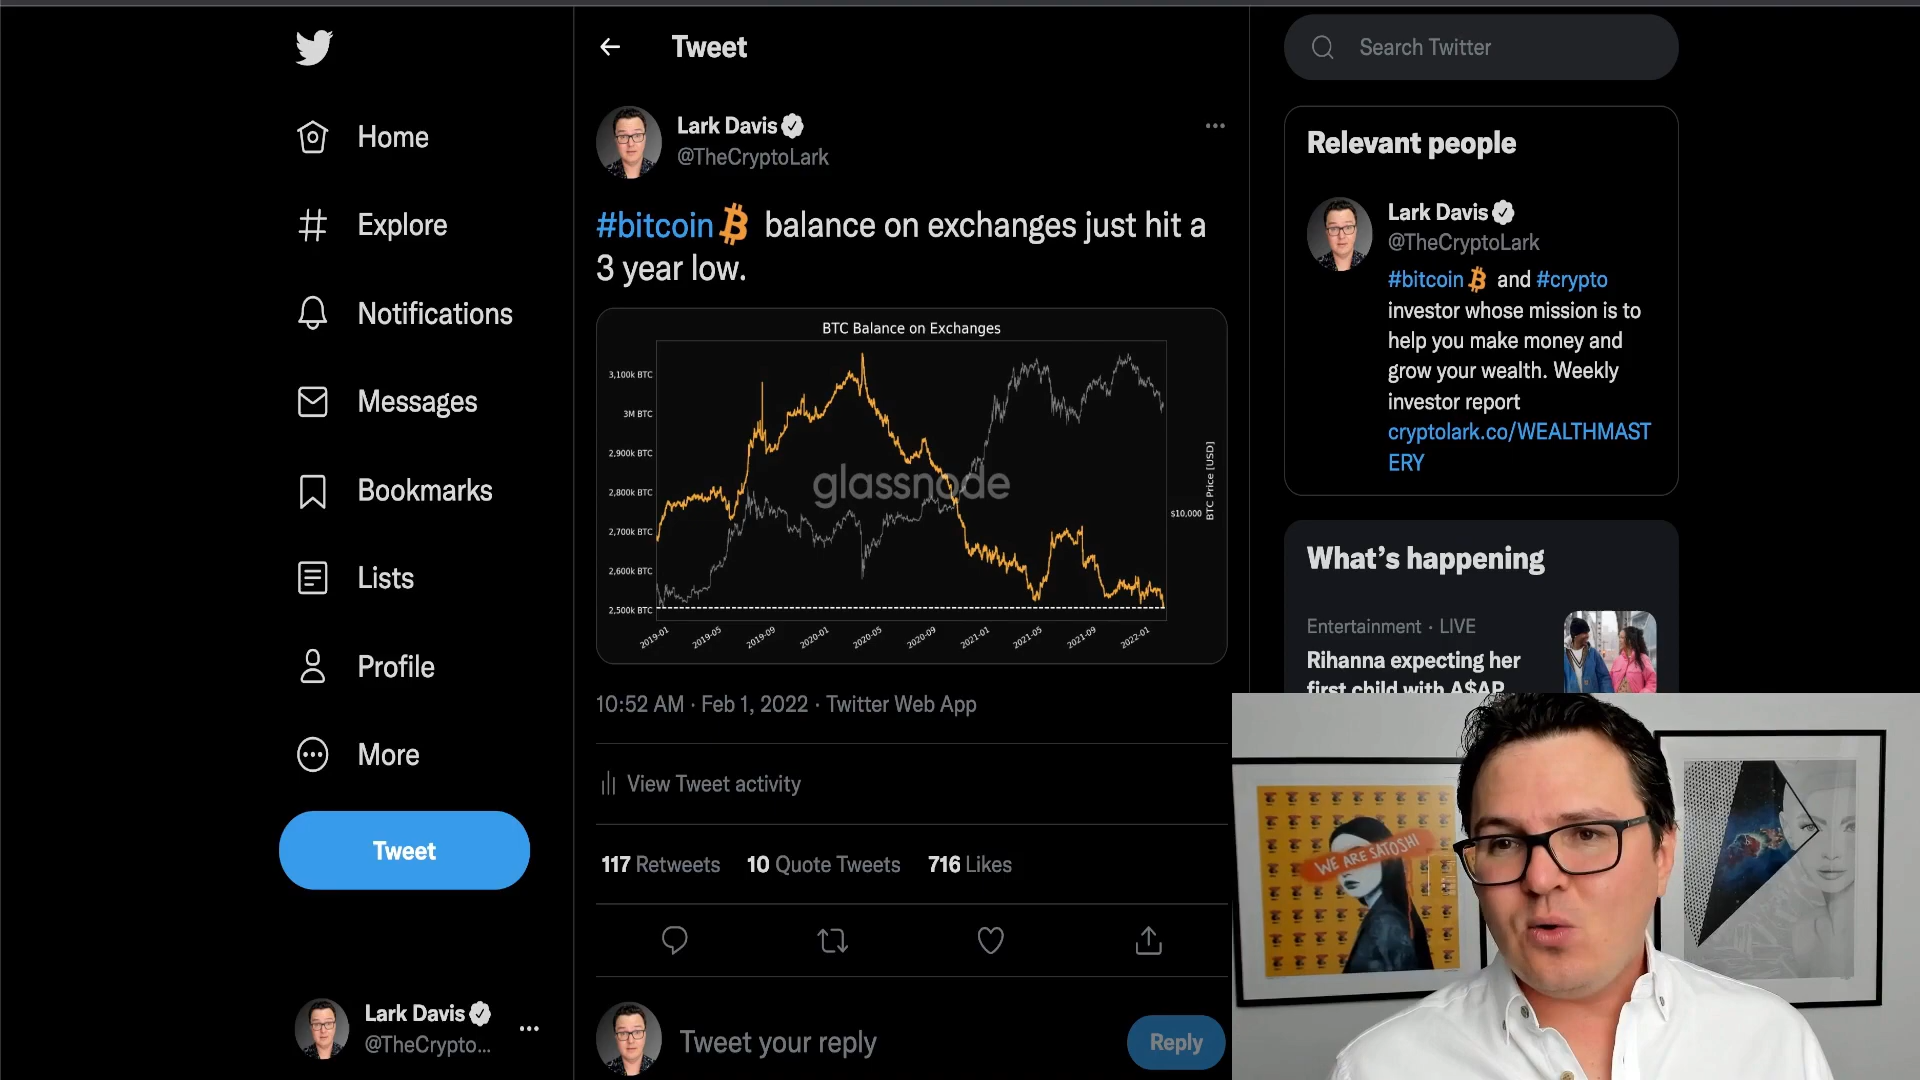 Home
Explore
Notifications
Messages
Bookmarks
Lists
Profile
More
Tweet
Lark Davis
@TheCrypto...
Tweet
Lark Davis
@TheCryptoLark
#bitcoin balance on exchanges just hit a
3 year low.
BTC Balance on Exchanges
3,100k BTC
3M BTC
2,900k BTC
2,800k BTC
2,700k BTC
2,600k BTC
2,500k BTC
glassnode
$10,000
BTC Price [USD]
2019-01
2019-05
2019-09
2020-01
2020-05
2020-09
2021-01
2021-05
2021-09
2022-01
10:52 AM · Feb 1, 2022 · Twitter Web App
View Tweet activity
117 Retweets 10 Quote Tweets 716 Likes
Tweet your reply
Reply
Search Twitter
Relevant people
Lark Davis
@TheCryptoLark
#bitcoin and #crypto
investor whose mission is to
help you make money and
grow your wealth. Weekly
investor report
cryptolark.co/WEALTHMAST
ERY
What's happening
Entertainment · LIVE
Rihanna expecting her
first child with A$AP
WE ARE SATOSHI